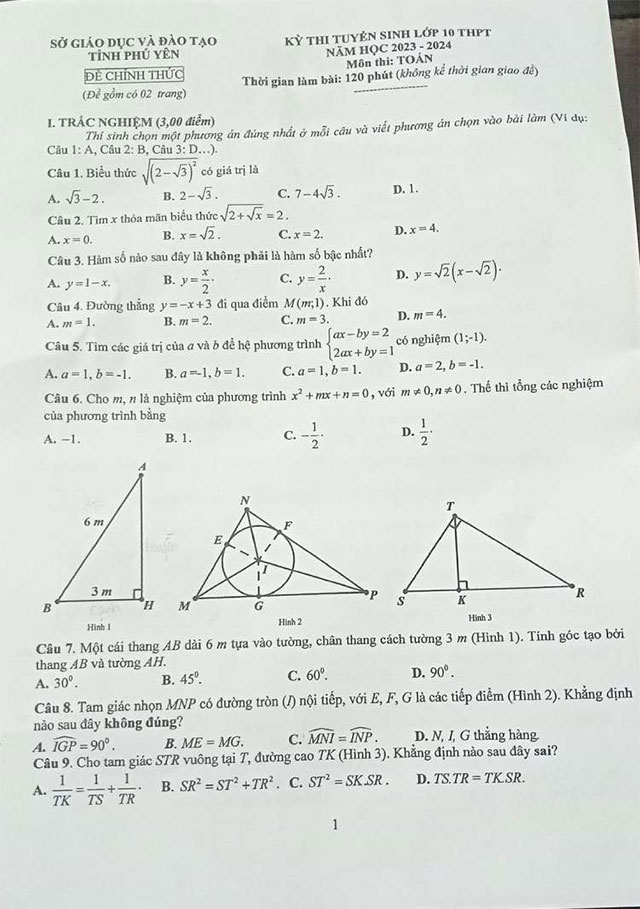 SỞ GIÁO DỤC VÀ ĐÀO TẠO
TỈNH PHÚ YÊN
ĐỀ CHÍNH THỨC
(Đề gồm có 02 trang)
KỲ THI TUYỂN SINH LỚP 10 THPT
NĂM HỌC 2023 - 2024
Môn thi: TOÁN
Thời gian làm bài: 120 phút (không kể thời gian giao đề)
I. TRẮC NGHIỆM (3,00 điểm)
Thí sinh chọn một phương án đúng nhất ở mỗi câu và viết phương án chọn vào bài làm (Ví dụ:
Câu 1: A, Câu 2: B, Câu 3: D…).
Câu 1. Biểu thức √((2−√3)²) có giá trị là
A. √3−2. B. 2−√3. C. 7−4√3. D. 1.
Câu 2. Tìm x thỏa mãn biểu thức √(2+√x) = 2.
A. x = 0. B. x = √2. C. x = 2. D. x = 4.
Câu 3. Hàm số nào sau đây là không phải là hàm số bậc nhất?
A. y = 1−x. B. y = x/2. C. y = 2/x. D. y = √2(x−√2).
Câu 4. Đường thẳng y = −x+3 đi qua điểm M(m;1). Khi đó
A. m = 1. B. m = 2. C. m = 3. D. m = 4.
Câu 5. Tìm các giá trị của a và b để hệ phương trình {ax−by=2
2ax+by=1 có nghiệm (1;-1).
A. a = 1, b = -1. B. a =-1, b = 1. C. a = 1, b = 1. D. a = 2, b = -1.
Câu 6. Cho m, n là nghiệm của phương trình x²+mx+n=0, với m≠0,n≠0. Thế thì tổng các nghiệm
của phương trình bằng
A. −1. B. 1. C. −1/2. D. 1/2.
A
6 m
3 m
B
H
Hình 1
N
E
F
I
M
G
P
Hình 2
T
S
K
R
Hình 3
Câu 7. Một cái thang AB dài 6 m tựa vào tường, chân thang cách tường 3 m (Hình 1). Tính góc tạo bởi
thang AB và tường AH.
A. 30⁰. B. 45⁰. C. 60⁰. D. 90⁰.
Câu 8. Tam giác nhọn MNP có đường tròn (I) nội tiếp, với E, F, G là các tiếp điểm (Hình 2). Khẳng định
nào sau đây không đúng?
A. IGP = 90⁰. B. ME = MG. C. MNI = INP. D. N, I, G thẳng hàng.
Câu 9. Cho tam giác STR vuông tại T, đường cao TK (Hình 3). Khẳng định nào sau đây sai?
A. 1/TK = 1/TS + 1/TR. B. SR² = ST² + TR². C. ST² = SK.SR. D. TS.TR = TK.SR.
1